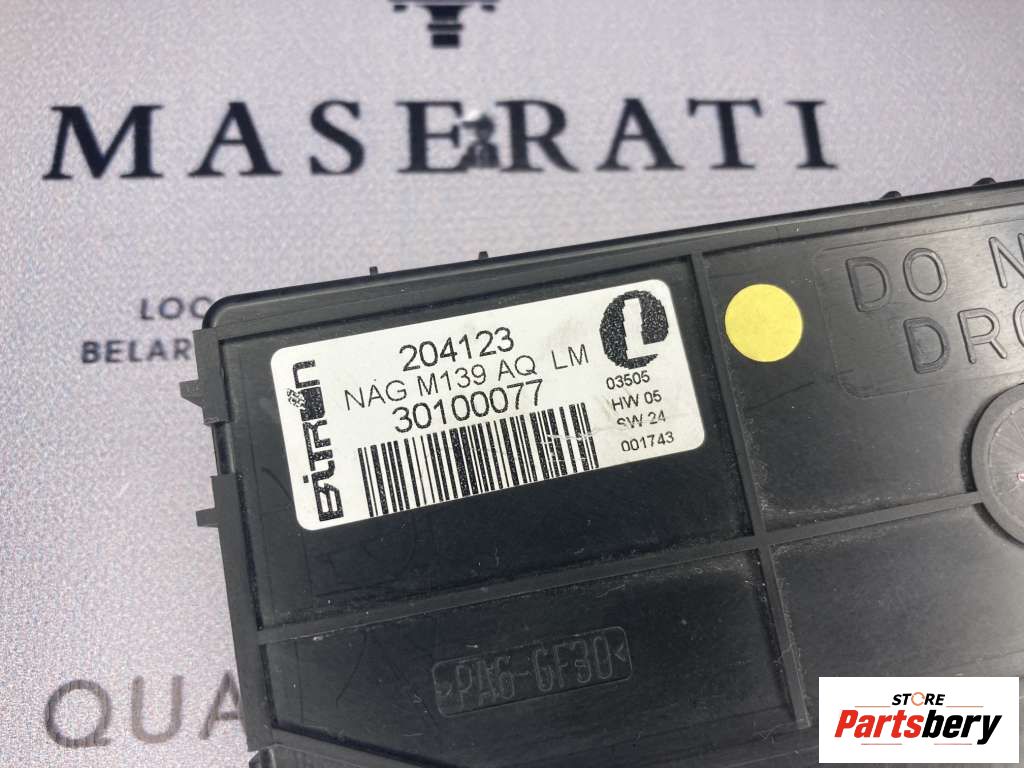 MASERATI
LOC
BELAR
QUA
BiTRON
204123
NAG M139 AQ LM
30100077
L
03505
HW 05
SW 24
001743
DO N
DRO
>PA6-GF30<
STORE
Partsbery